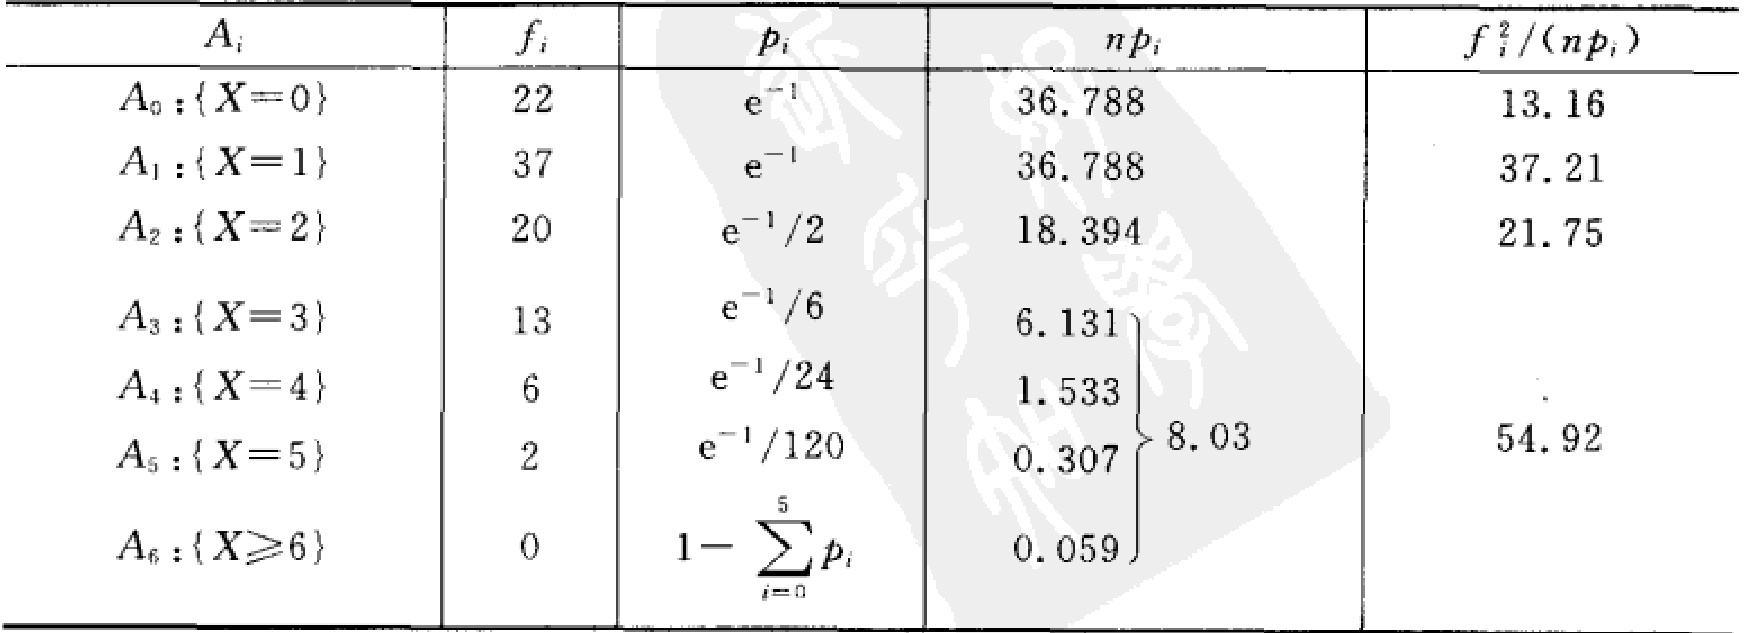 A_i f_i p_i np_i f_i^2/(np_i)
A_0:{X=0} 22 e^{-1} 36.788 13.16
A_1:{X=1} 37 e^{-1} 36.788 37.21
A_2:{X=2} 20 e^{-1}/2 18.394 21.75
A_3:{X=3} 13 e^{-1}/6 6.131
A_4:{X=4} 6 e^{-1}/24 1.533
A_5:{X=5} 2 e^{-1}/120 0.307 } 8.03 54.92
A_6:{X⩾6} 0 1-\sum_{i=0}^{5} p_i 0.059